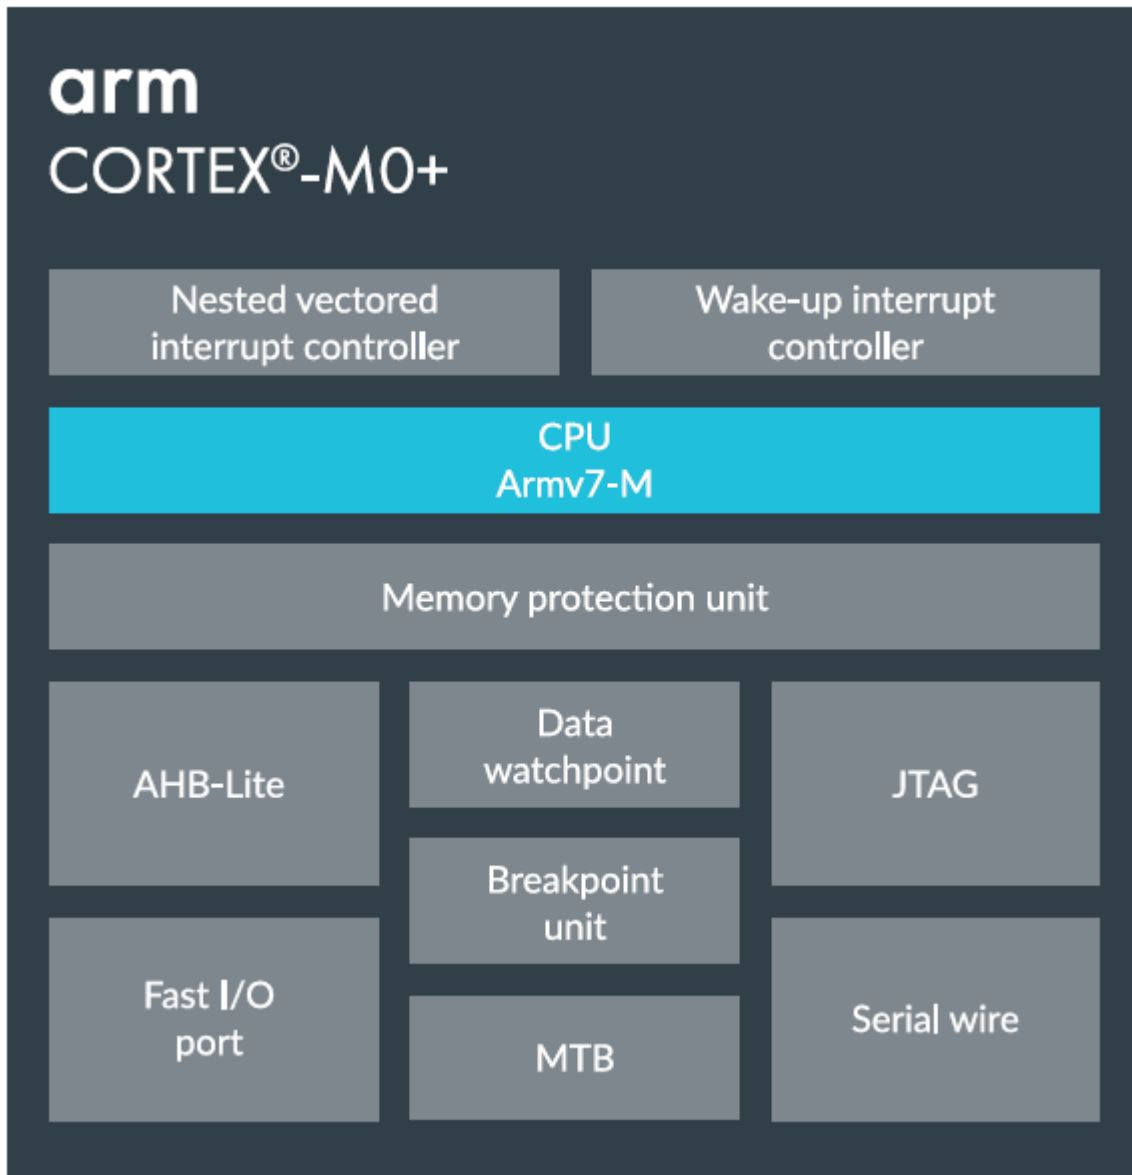 arm
CORTEX®-M0+
Nested vectored
interrupt controller
Wake-up interrupt
controller
CPU
Armv7-M
Memory protection unit
AHB-Lite
Data
watchpoint
JTAG
Breakpoint
unit
Fast I/O
port
MTB
Serial wire